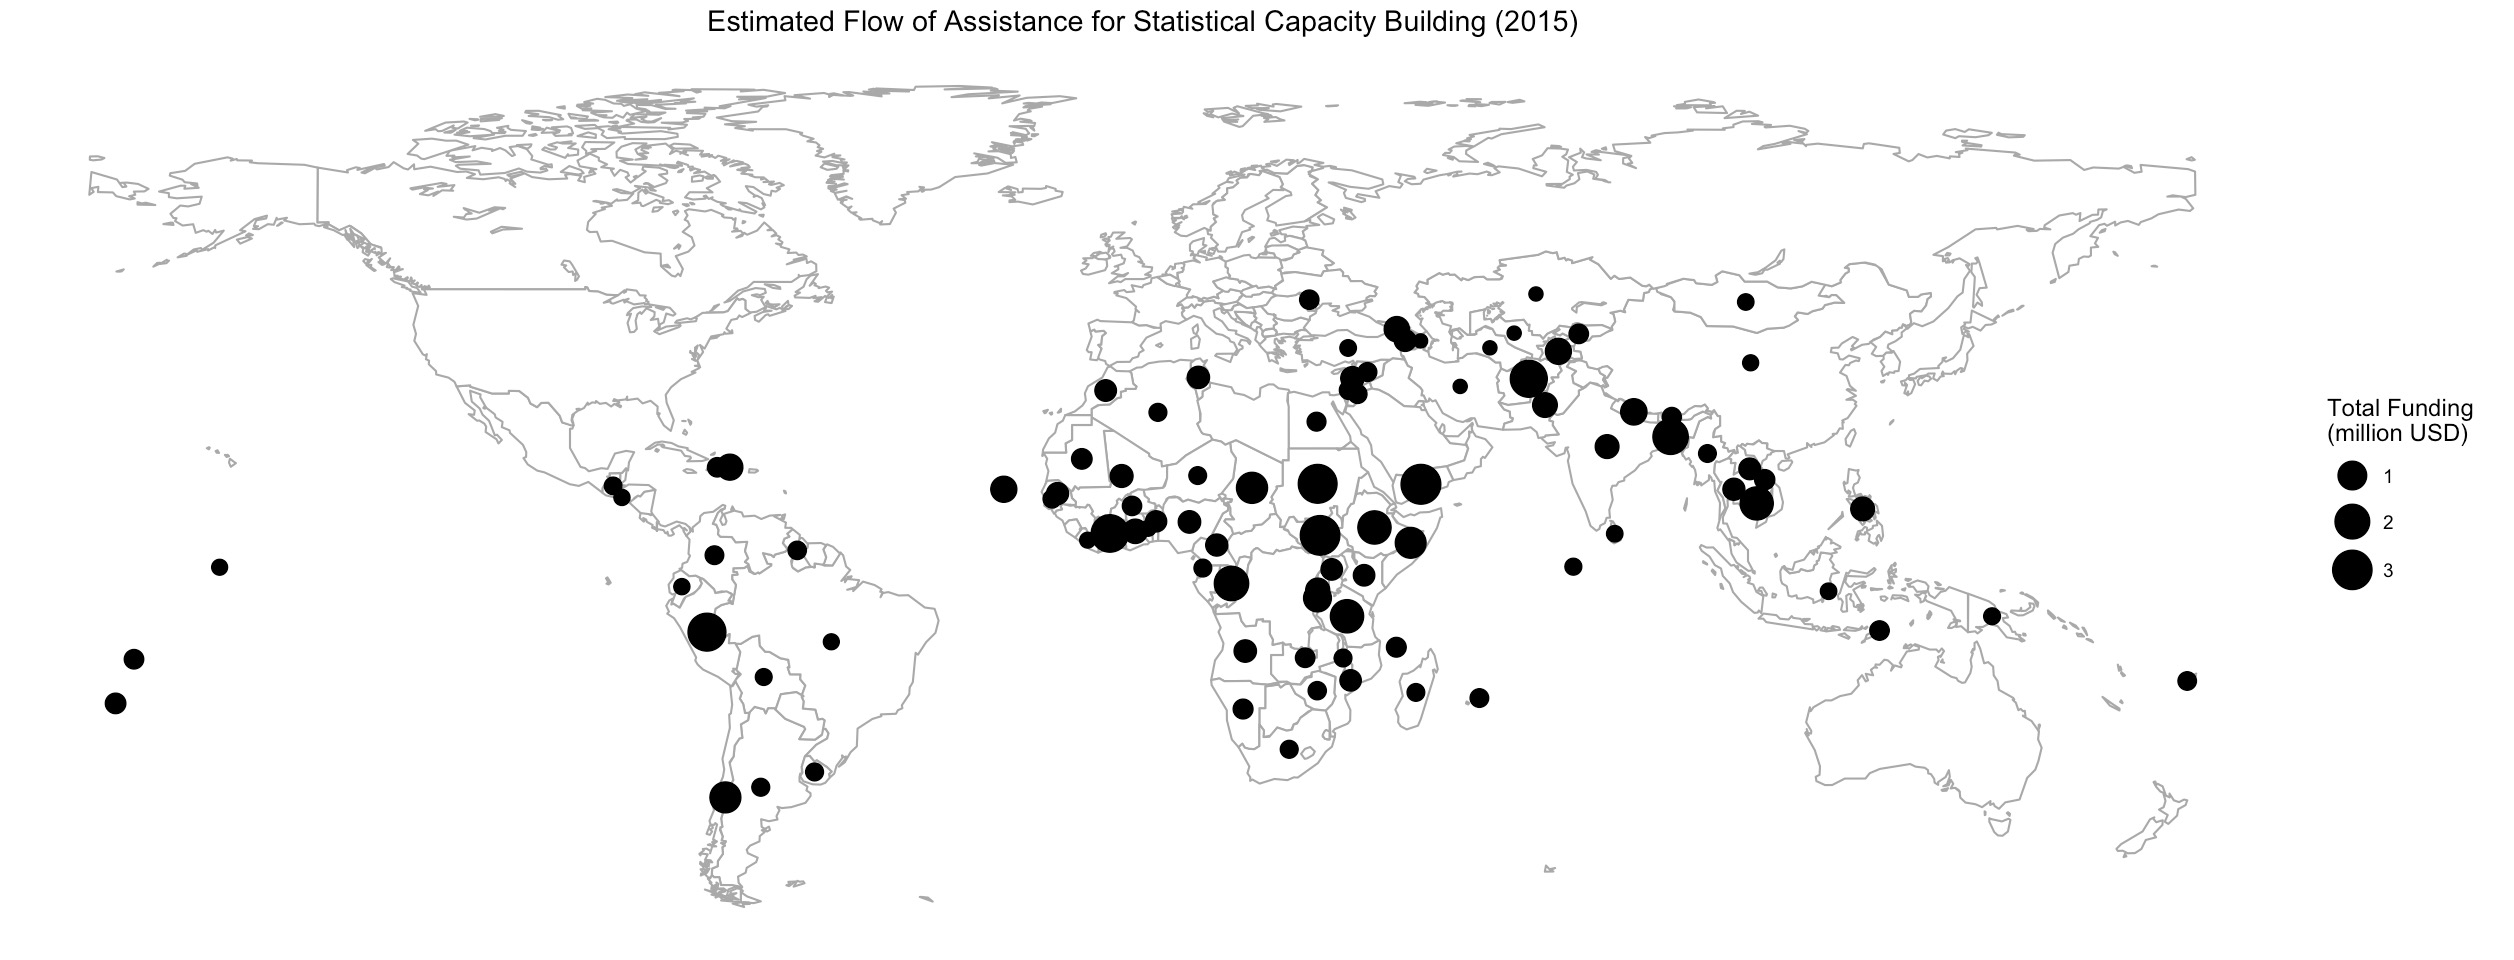 Estimated Flow of Assistance for Statistical Capacity Building (2015)
Total Funding
(million USD)
1
2
3